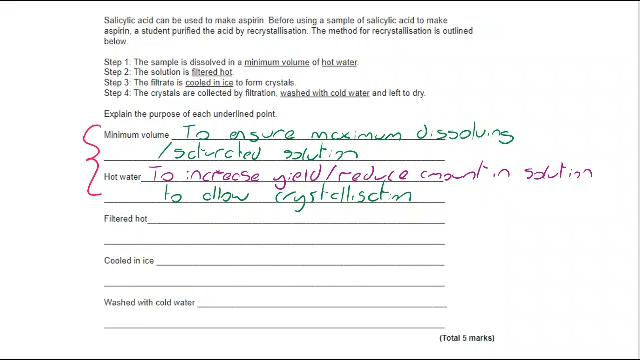 Salicylic acid can be used to make aspirin. Before using a sample of salicylic acid to make
aspirin, a student purified the acid by recrystallisation. The method for recrystallisation is outlined
below.
Step 1: The sample is dissolved in a minimum volume of hot water.
Step 2: The solution is filtered hot.
Step 3: The filtrate is cooled in ice to form crystals.
Step 4: The crystals are collected by filtration, washed with cold water and left to dry.
Explain the purpose of each underlined point.
Minimum volume To ensure maximum dissolving
/saturated solution
Hot water To increase yield/reduce amount in solution
to allow crystallisation
Filtered hot
Cooled in ice
Washed with cold water
(Total 5 marks)